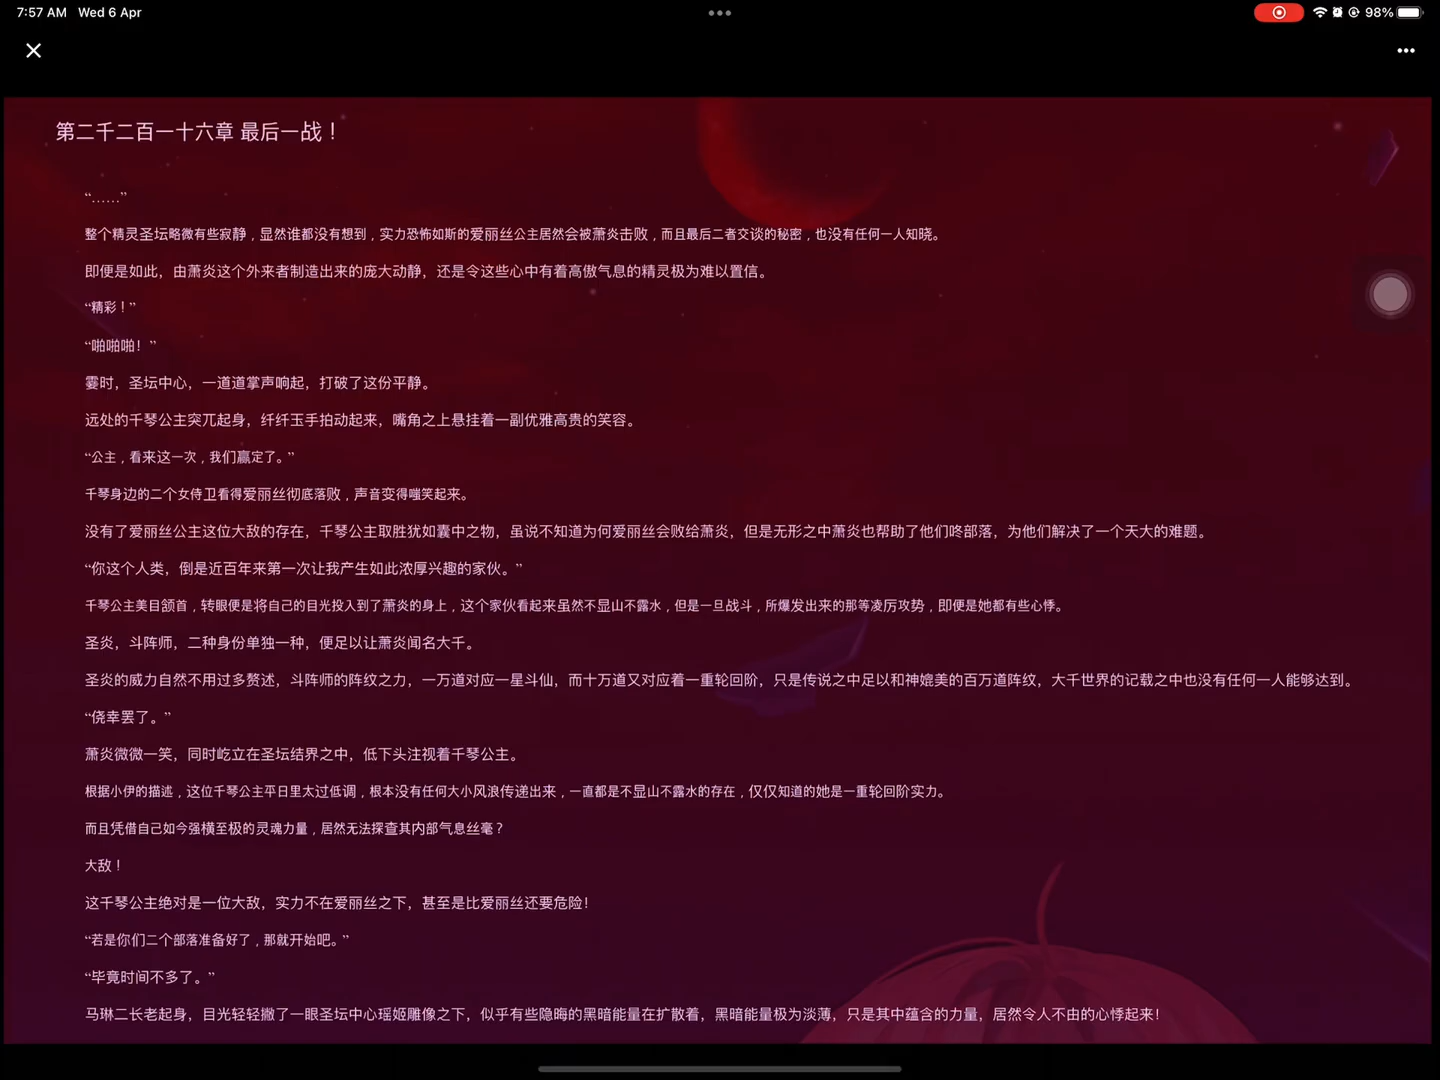 7:57 AM Wed 6 Apr
98%
第二千二百一十六章 最后一战！
“……”
整个精灵圣坛略微有些寂静，显然谁都没有想到，实力恐怖如斯的爱丽丝公主居然会被萧炎击败，而且最后二者交谈的秘密，也没有任何一人知晓。
即便是如此，由萧炎这个外来者制造出来的庞大动静，还是令这些心中有着高傲气息的精灵极为难以置信。
“精彩！”
“啪啪啪！”
霎时，圣坛中心，一道道掌声响起，打破了这份平静。
远处的千琴公主突兀起身，纤纤玉手拍动起来，嘴角之上悬挂着一副优雅高贵的笑容。
“公主，看来这一次，我们赢定了。”
千琴身边的二个女侍卫看得爱丽丝彻底落败，声音变得嗤笑起来。
没有了爱丽丝公主这位大敌的存在，千琴公主取胜犹如囊中之物，虽说不知道为何爱丽丝会败给萧炎，但是无形之中萧炎也帮助了他们咚部落，为他们解决了一个天大的难题。
“你这个人类，倒是近百年来第一次让我产生如此浓厚兴趣的家伙。”
千琴公主美目颔首，转眼便是将自己的目光投入到了萧炎的身上，这个家伙看起来虽然不显山不露水，但是一旦战斗，所爆发出来的那等凌厉攻势，即便是她都有些心悸。
圣炎，斗阵师，二种身份单独一种，便足以让萧炎闻名大千。
圣炎的威力自然不用过多赘述，斗阵师的阵纹之力，一万道对应一星斗仙，而十万道又对应着一重轮回阶，只是传说之中足以和神媲美的百万道阵纹，大千世界的记载之中也没有任何一人能够达到。
“侥幸罢了。”
萧炎微微一笑，同时屹立在圣坛结界之中，低下头注视着千琴公主。
根据小伊的描述，这位千琴公主平日里太过低调，根本没有任何大小风浪传递出来，一直都是不显山不露水的存在，仅仅知道的她是一重轮回阶实力。
而且凭借自己如今强横至极的灵魂力量，居然无法探查其内部气息丝毫？
大敌！
这千琴公主绝对是一位大敌，实力不在爱丽丝之下，甚至是比爱丽丝还要危险！
“若是你们二个部落准备好了，那就开始吧。”
“毕竟时间不多了。”
马琳二长老起身，目光轻轻撇了一眼圣坛中心瑶姬雕像之下，似乎有些隐晦的黑暗能量在扩散着，黑暗能量极为淡薄，只是其中蕴含的力量，居然令人不由的心悸起来！